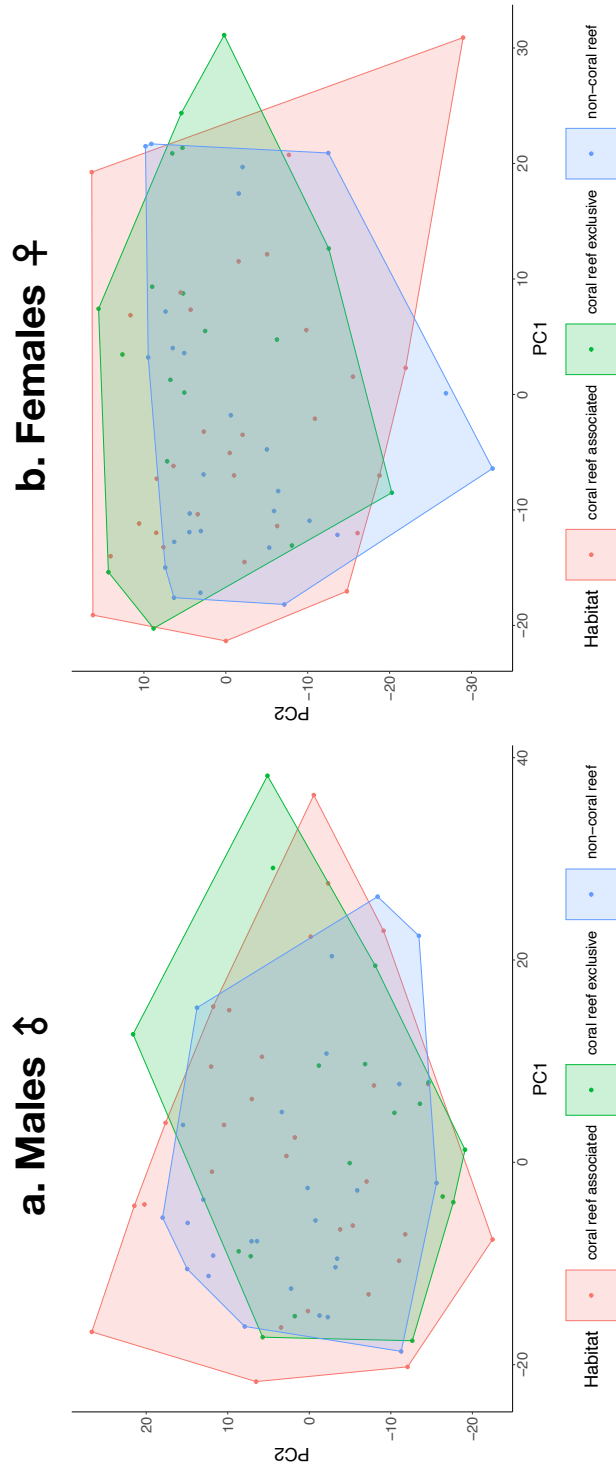 a. Males ♂
PC2
20
10
0
-10
-20
-20
0
20
40
PC1
Habitat
coral reef associated
coral reef exclusive
non-coral reef
b. Females ♀
PC2
10
0
-10
-20
-30
-20
-10
0
10
20
30
PC1
Habitat
coral reef associated
coral reef exclusive
non-coral reef